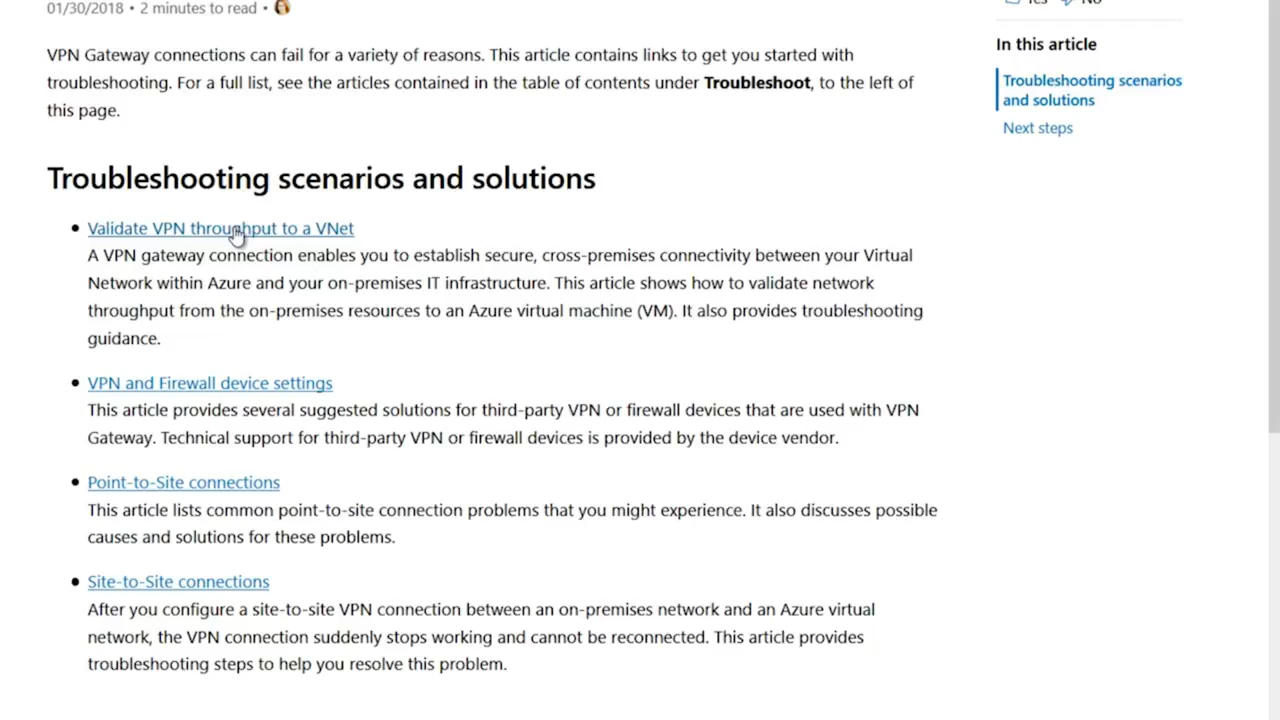 01/30/2018 • 2 minutes to read •
Yes No
VPN Gateway connections can fail for a variety of reasons. This article contains links to get you started with
troubleshooting. For a full list, see the articles contained in the table of contents under Troubleshoot, to the left of
this page.
In this article
Troubleshooting scenarios
and solutions
Next steps
Troubleshooting scenarios and solutions
• Validate VPN throughput to a VNet
A VPN gateway connection enables you to establish secure, cross-premises connectivity between your Virtual
Network within Azure and your on-premises IT infrastructure. This article shows how to validate network
throughput from the on-premises resources to an Azure virtual machine (VM). It also provides troubleshooting
guidance.
• VPN and Firewall device settings
This article provides several suggested solutions for third-party VPN or firewall devices that are used with VPN
Gateway. Technical support for third-party VPN or firewall devices is provided by the device vendor.
• Point-to-Site connections
This article lists common point-to-site connection problems that you might experience. It also discusses possible
causes and solutions for these problems.
• Site-to-Site connections
After you configure a site-to-site VPN connection between an on-premises network and an Azure virtual
network, the VPN connection suddenly stops working and cannot be reconnected. This article provides
troubleshooting steps to help you resolve this problem.